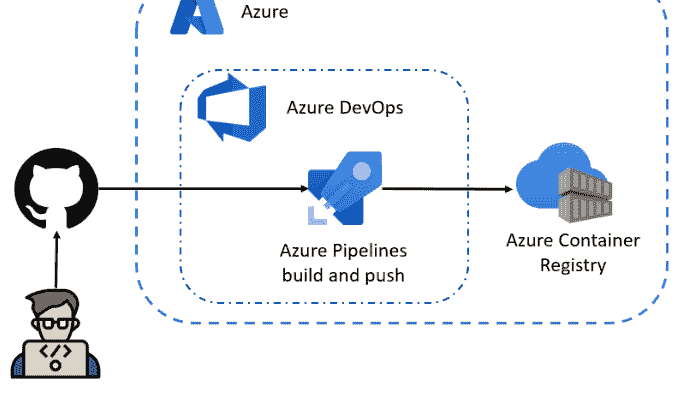 Azure
Azure DevOps
Azure Pipelines
build and push
Azure Container
Registry